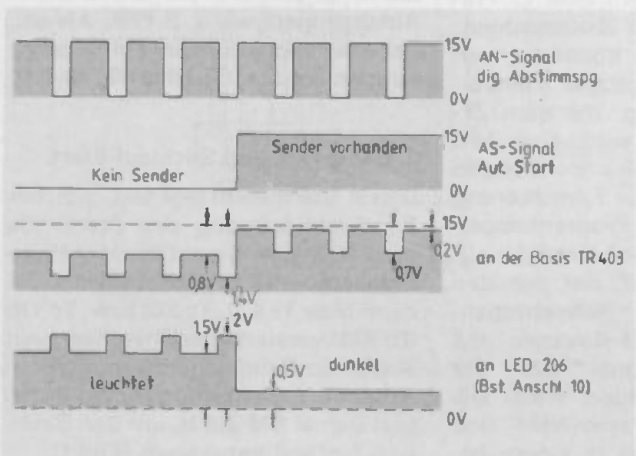 15V
AN-Signal
dig Abstimmspg
0V
15V
Sender vorhanden
AS-Signal
Aut. Start
Kein Sender
0V
15V
0,2V
an der Basis TR403
0,8V
0,7V
1,4V
2V
1,5V
0,5V
dunkel
an LED 206
leuchtet
(Bst. Anschl. 10)
0V